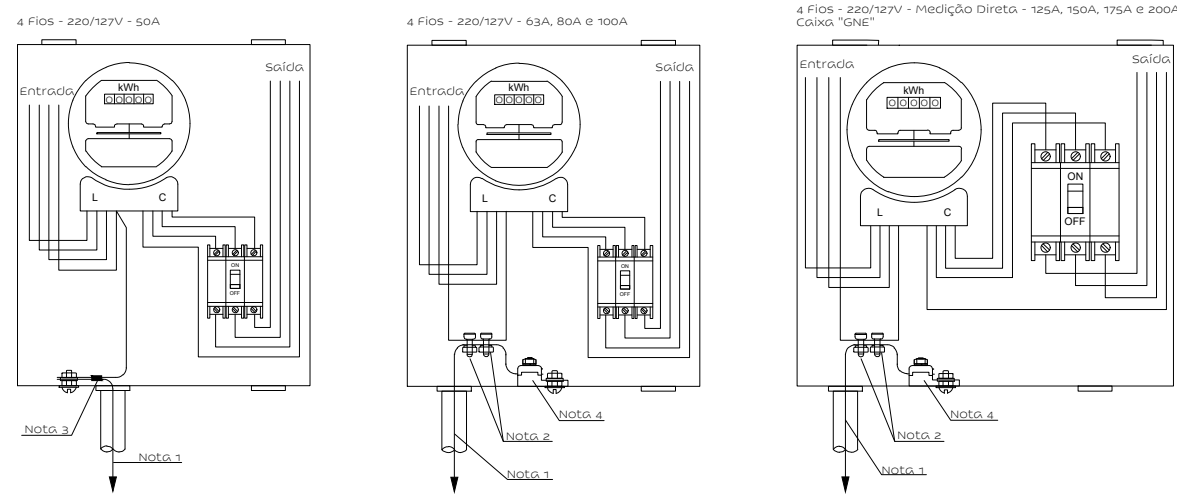 4 Fios - 220/127V - 50A
Saída
Entrada
kWh
L C
ON
OFF
Nota 3
Nota 1
4 Fios - 220/127V - 63A, 80A e 100A
Saída
Entrada
kWh
L C
ON
OFF
Nota 4
Nota 2
Nota 1
4 Fios - 220/127V - Medição Direta - 125A, 150A, 175A e 200A
Caixa "GNE"
Saída
Entrada
kWh
L C
ON
OFF
Nota 4
Nota 2
Nota 1